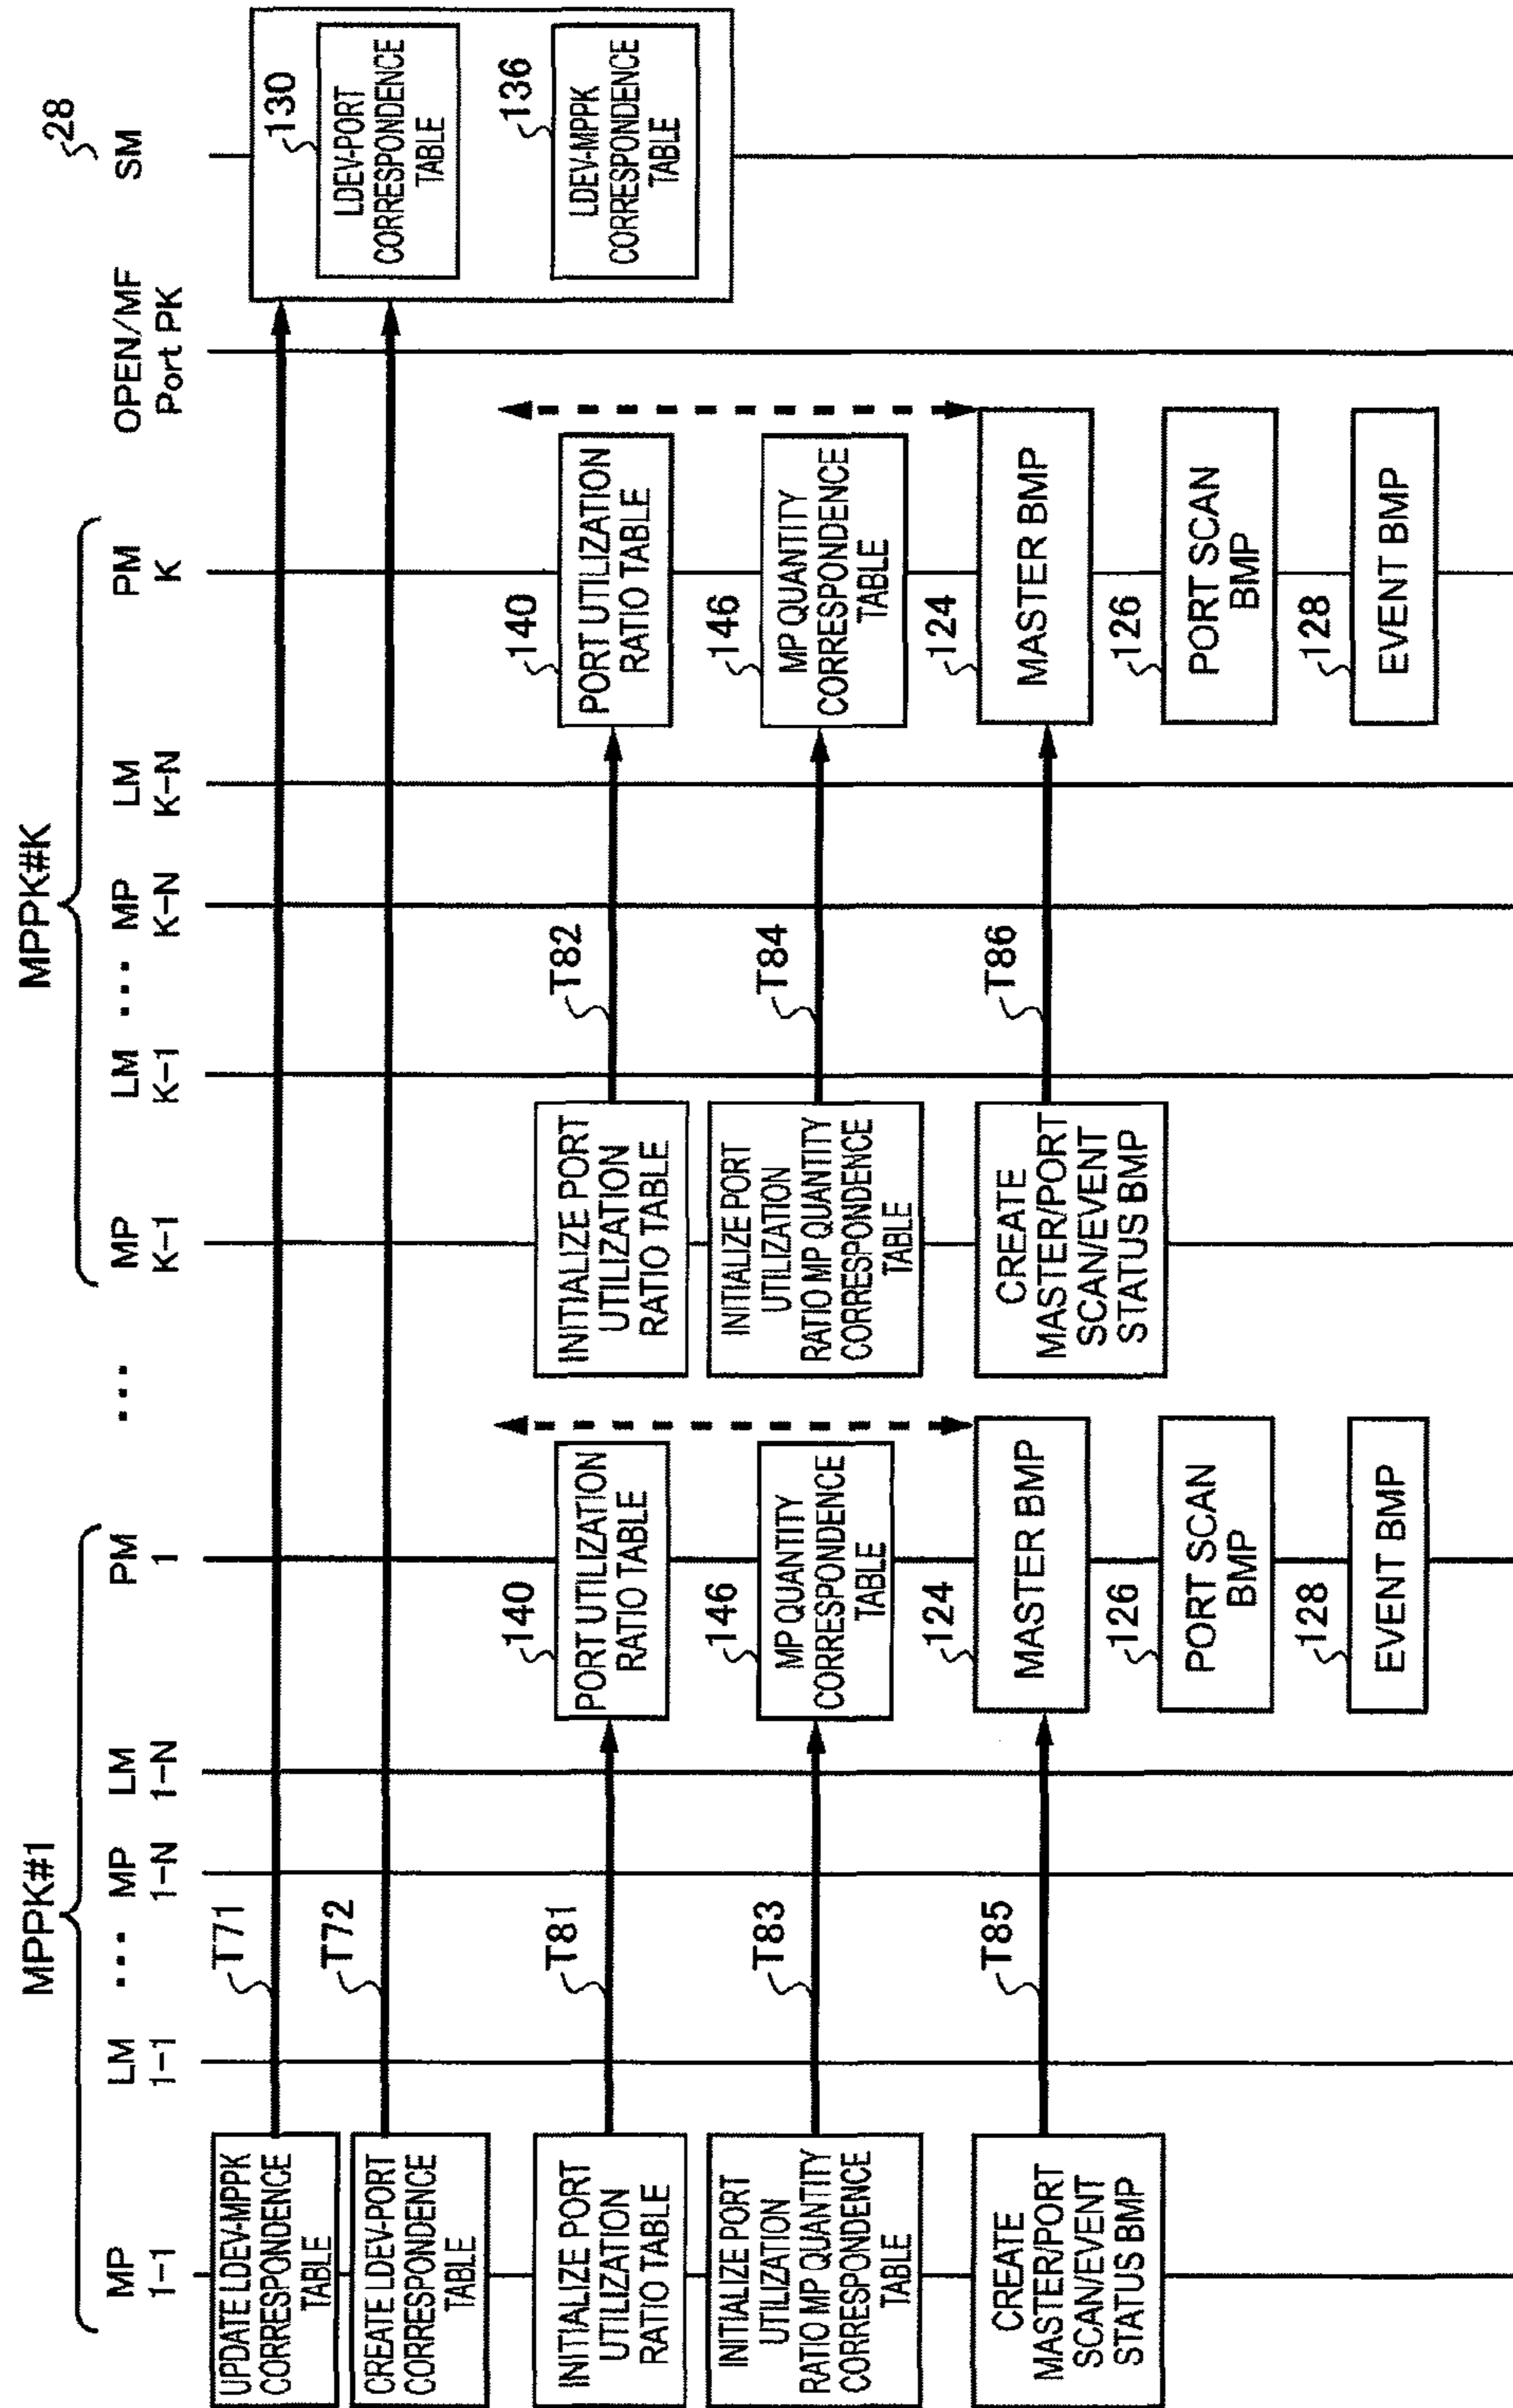 MPPK#1
MPPK#K
28
MP
1-1
LM
1-1
...
MP
1-N
LM
1-N
PM
1
...
MP
K-1
LM
K-1
...
MP
K-N
LM
K-N
PM
K
OPEN/MF
Port PK
SM
UPDATE LDEV-MPPK
CORRESPONDENCE
TABLE
T71
130
LDEV-PORT
CORRESPONDENCE
TABLE
CREATE LDEV-PORT
CORRESPONDENCE
TABLE
T72
136
LDEV-MPPK
CORRESPONDENCE
TABLE
INITIALIZE PORT
UTILIZATION
RATIO TABLE
T81
140
PORT UTILIZATION
RATIO TABLE
INITIALIZE PORT
UTILIZATION
RATIO TABLE
T82
140
PORT UTILIZATION
RATIO TABLE
INITIALIZE PORT
UTILIZATION
RATIO MP QUANTITY
CORRESPONDENCE
TABLE
T83
146
MP QUANTITY
CORRESPONDENCE
TABLE
INITIALIZE PORT
UTILIZATION
RATIO MP QUANTITY
CORRESPONDENCE
TABLE
T84
146
MP QUANTITY
CORRESPONDENCE
TABLE
CREATE
MASTER/PORT
SCAN/EVENT
STATUS BMP
T85
124
MASTER BMP
CREATE
MASTER/PORT
SCAN/EVENT
STATUS BMP
T86
124
MASTER BMP
126
PORT SCAN
BMP
126
PORT SCAN
BMP
128
EVENT BMP
128
EVENT BMP